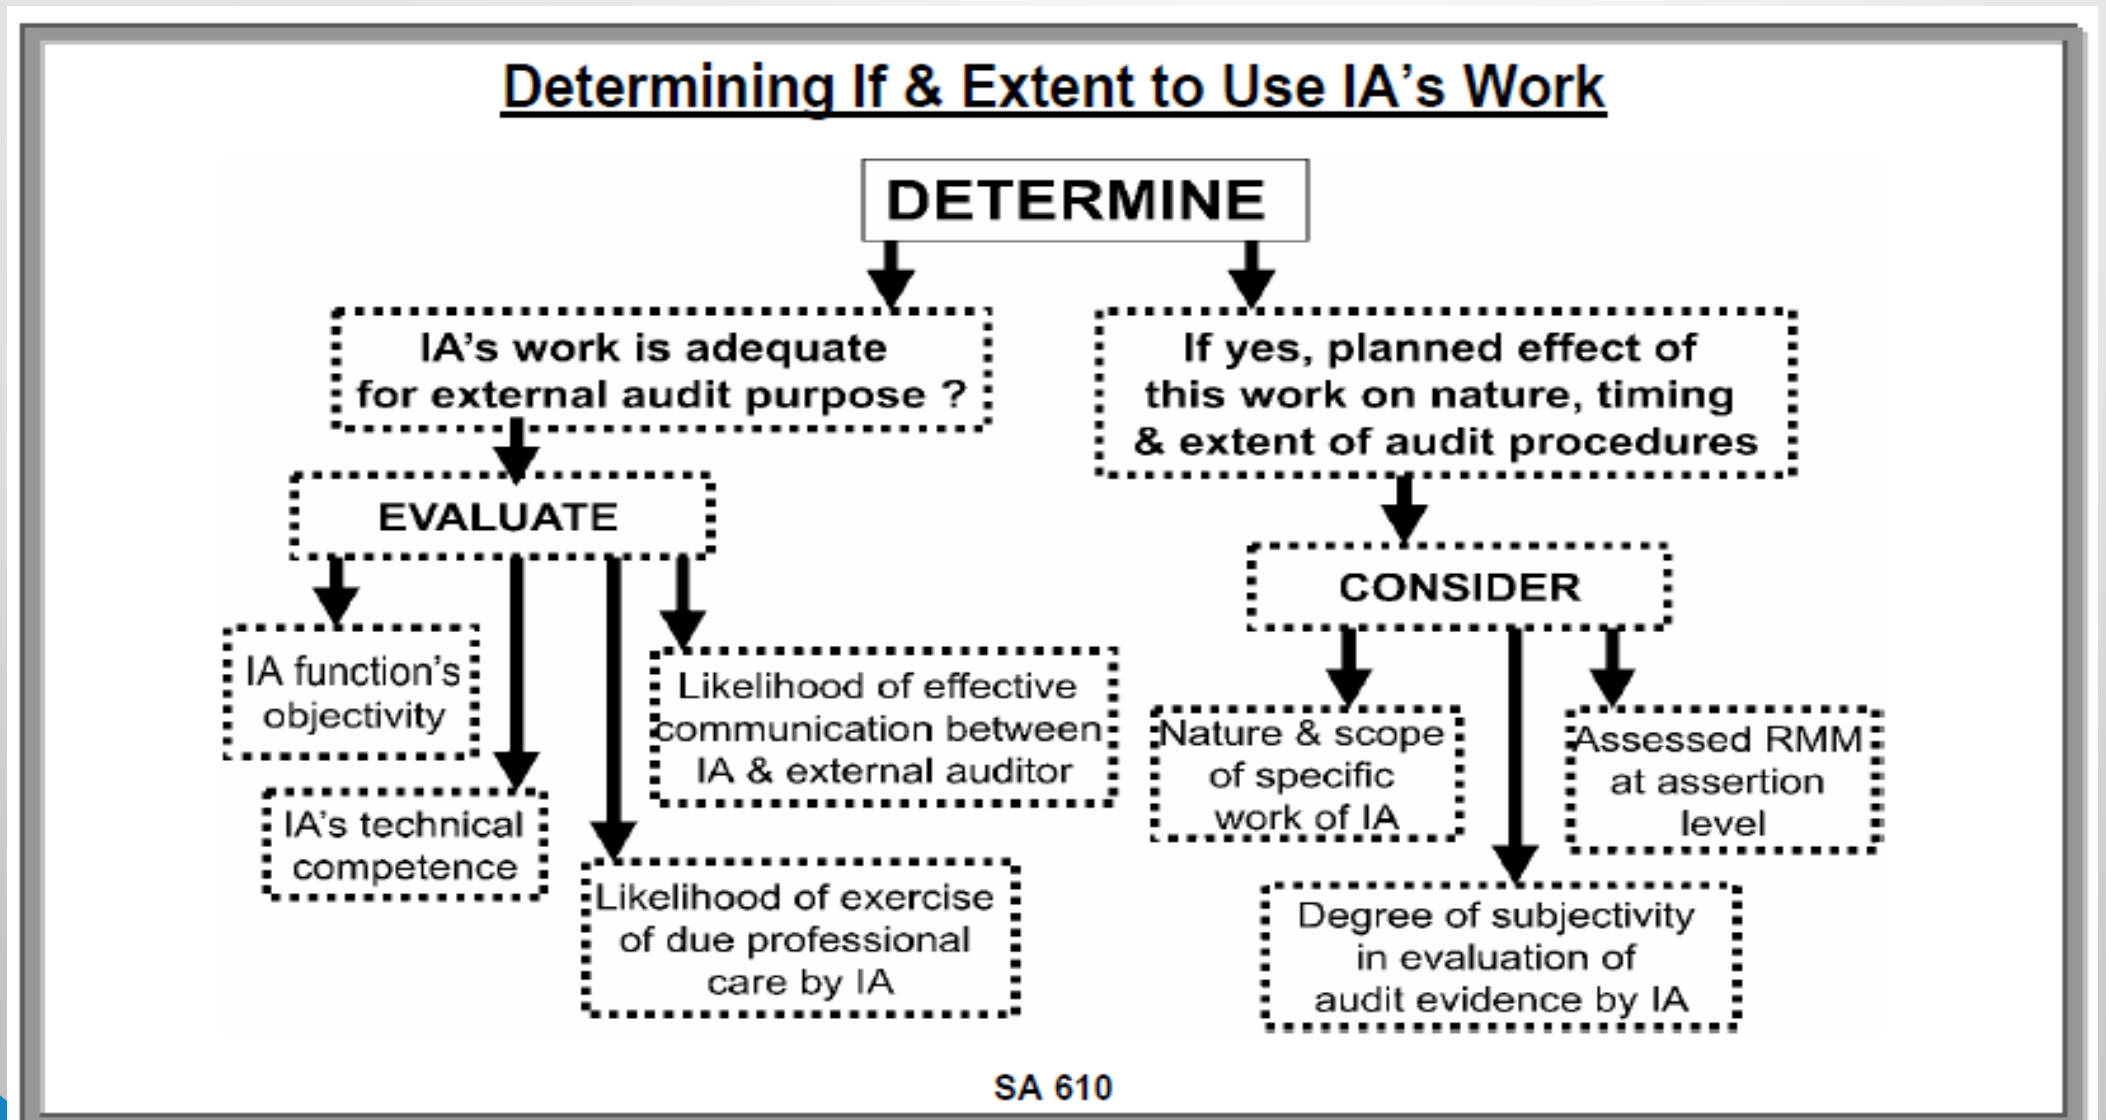 Determining If & Extent to Use IA's Work
DETERMINE
IA's work is adequate
for external audit purpose ?
If yes, planned effect of
this work on nature, timing
& extent of audit procedures
EVALUATE
CONSIDER
IA function's
objectivity
Likelihood of effective
communication between
IA & external auditor
IA's technical
competence
Likelihood of exercise
of due professional
care by IA
Nature & scope
of specific
work of IA
Assessed RMM
at assertion
level
Degree of subjectivity
in evaluation of
audit evidence by IA
SA 610